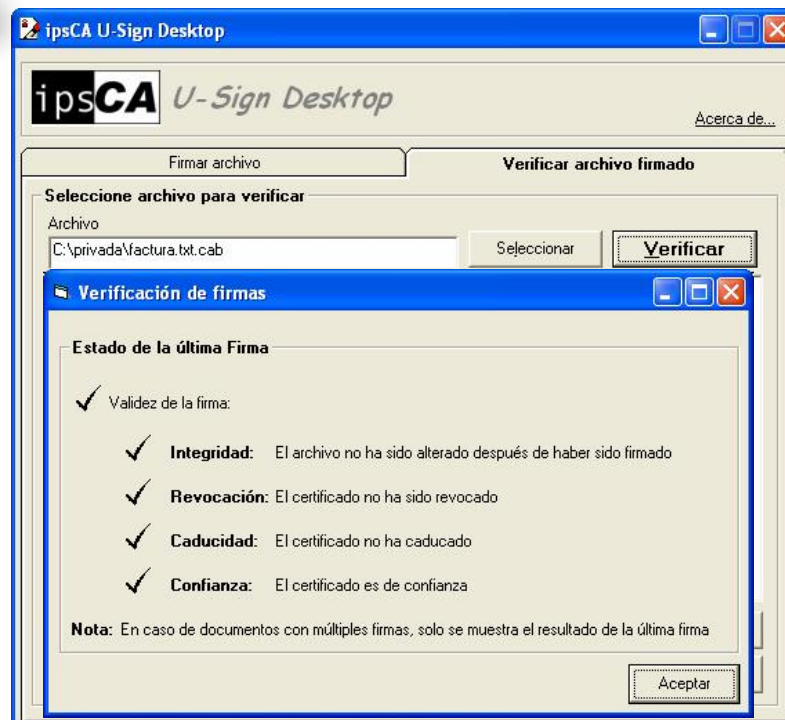 ipsCA U-Sign Desktop
ipsCA U-Sign Desktop
Acerca de...
Firmar archivo
Verificar archivo firmado
Seleccione archivo para verificar
Archivo
C:\privada\factura.txt.cab
Seleccionar
Verificar
Verificación de firmas
Estado de la última Firma
Validez de la firma:
Integridad: El archivo no ha sido alterado después de haber sido firmado
Revocación: El certificado no ha sido revocado
Caducidad: El certificado no ha caducado
Confianza: El certificado es de confianza
Nota: En caso de documentos con múltiples firmas, solo se muestra el resultado de la última firma
Aceptar